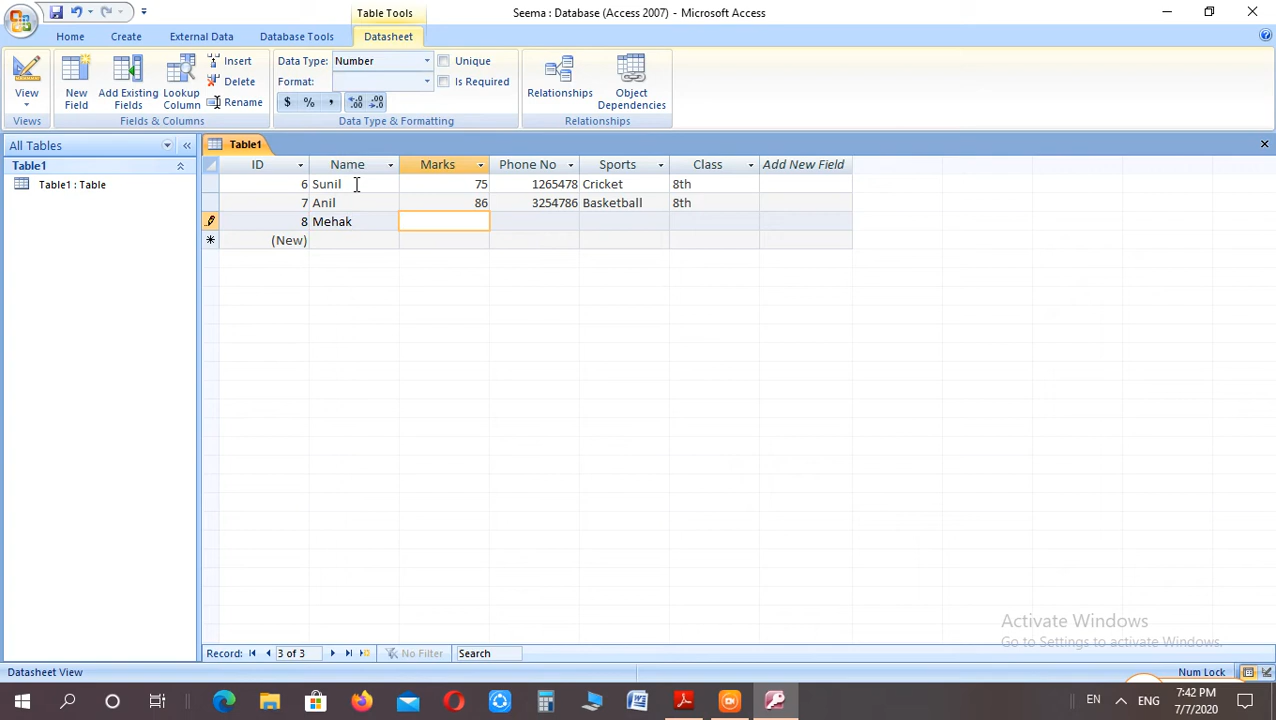 Table Tools
Seema : Database (Access 2007) - Microsoft Access
Home Create External Data Database Tools Datasheet
View
Views
New Field
Add Existing Fields
Lookup Column
Insert
Delete
Rename
Fields & Columns
Data Type: Number
Format:
Unique
Is Required
$ % ,
Data Type & Formatting
Relationships
Object Dependencies
Relationships
All Tables
Table1
Table1 : Table
Table1
ID Name Marks Phone No Sports Class Add New Field
6 Sunil 75 1265478 Cricket 8th
7 Anil 86 3254786 Basketball 8th
8 Mehak
(New)
Activate Windows
Go to Settings to activate Windows.
Record: 3 of 3 No Filter Search
Datasheet View
Num Lock
EN ENG
7:42 PM
7/7/2020